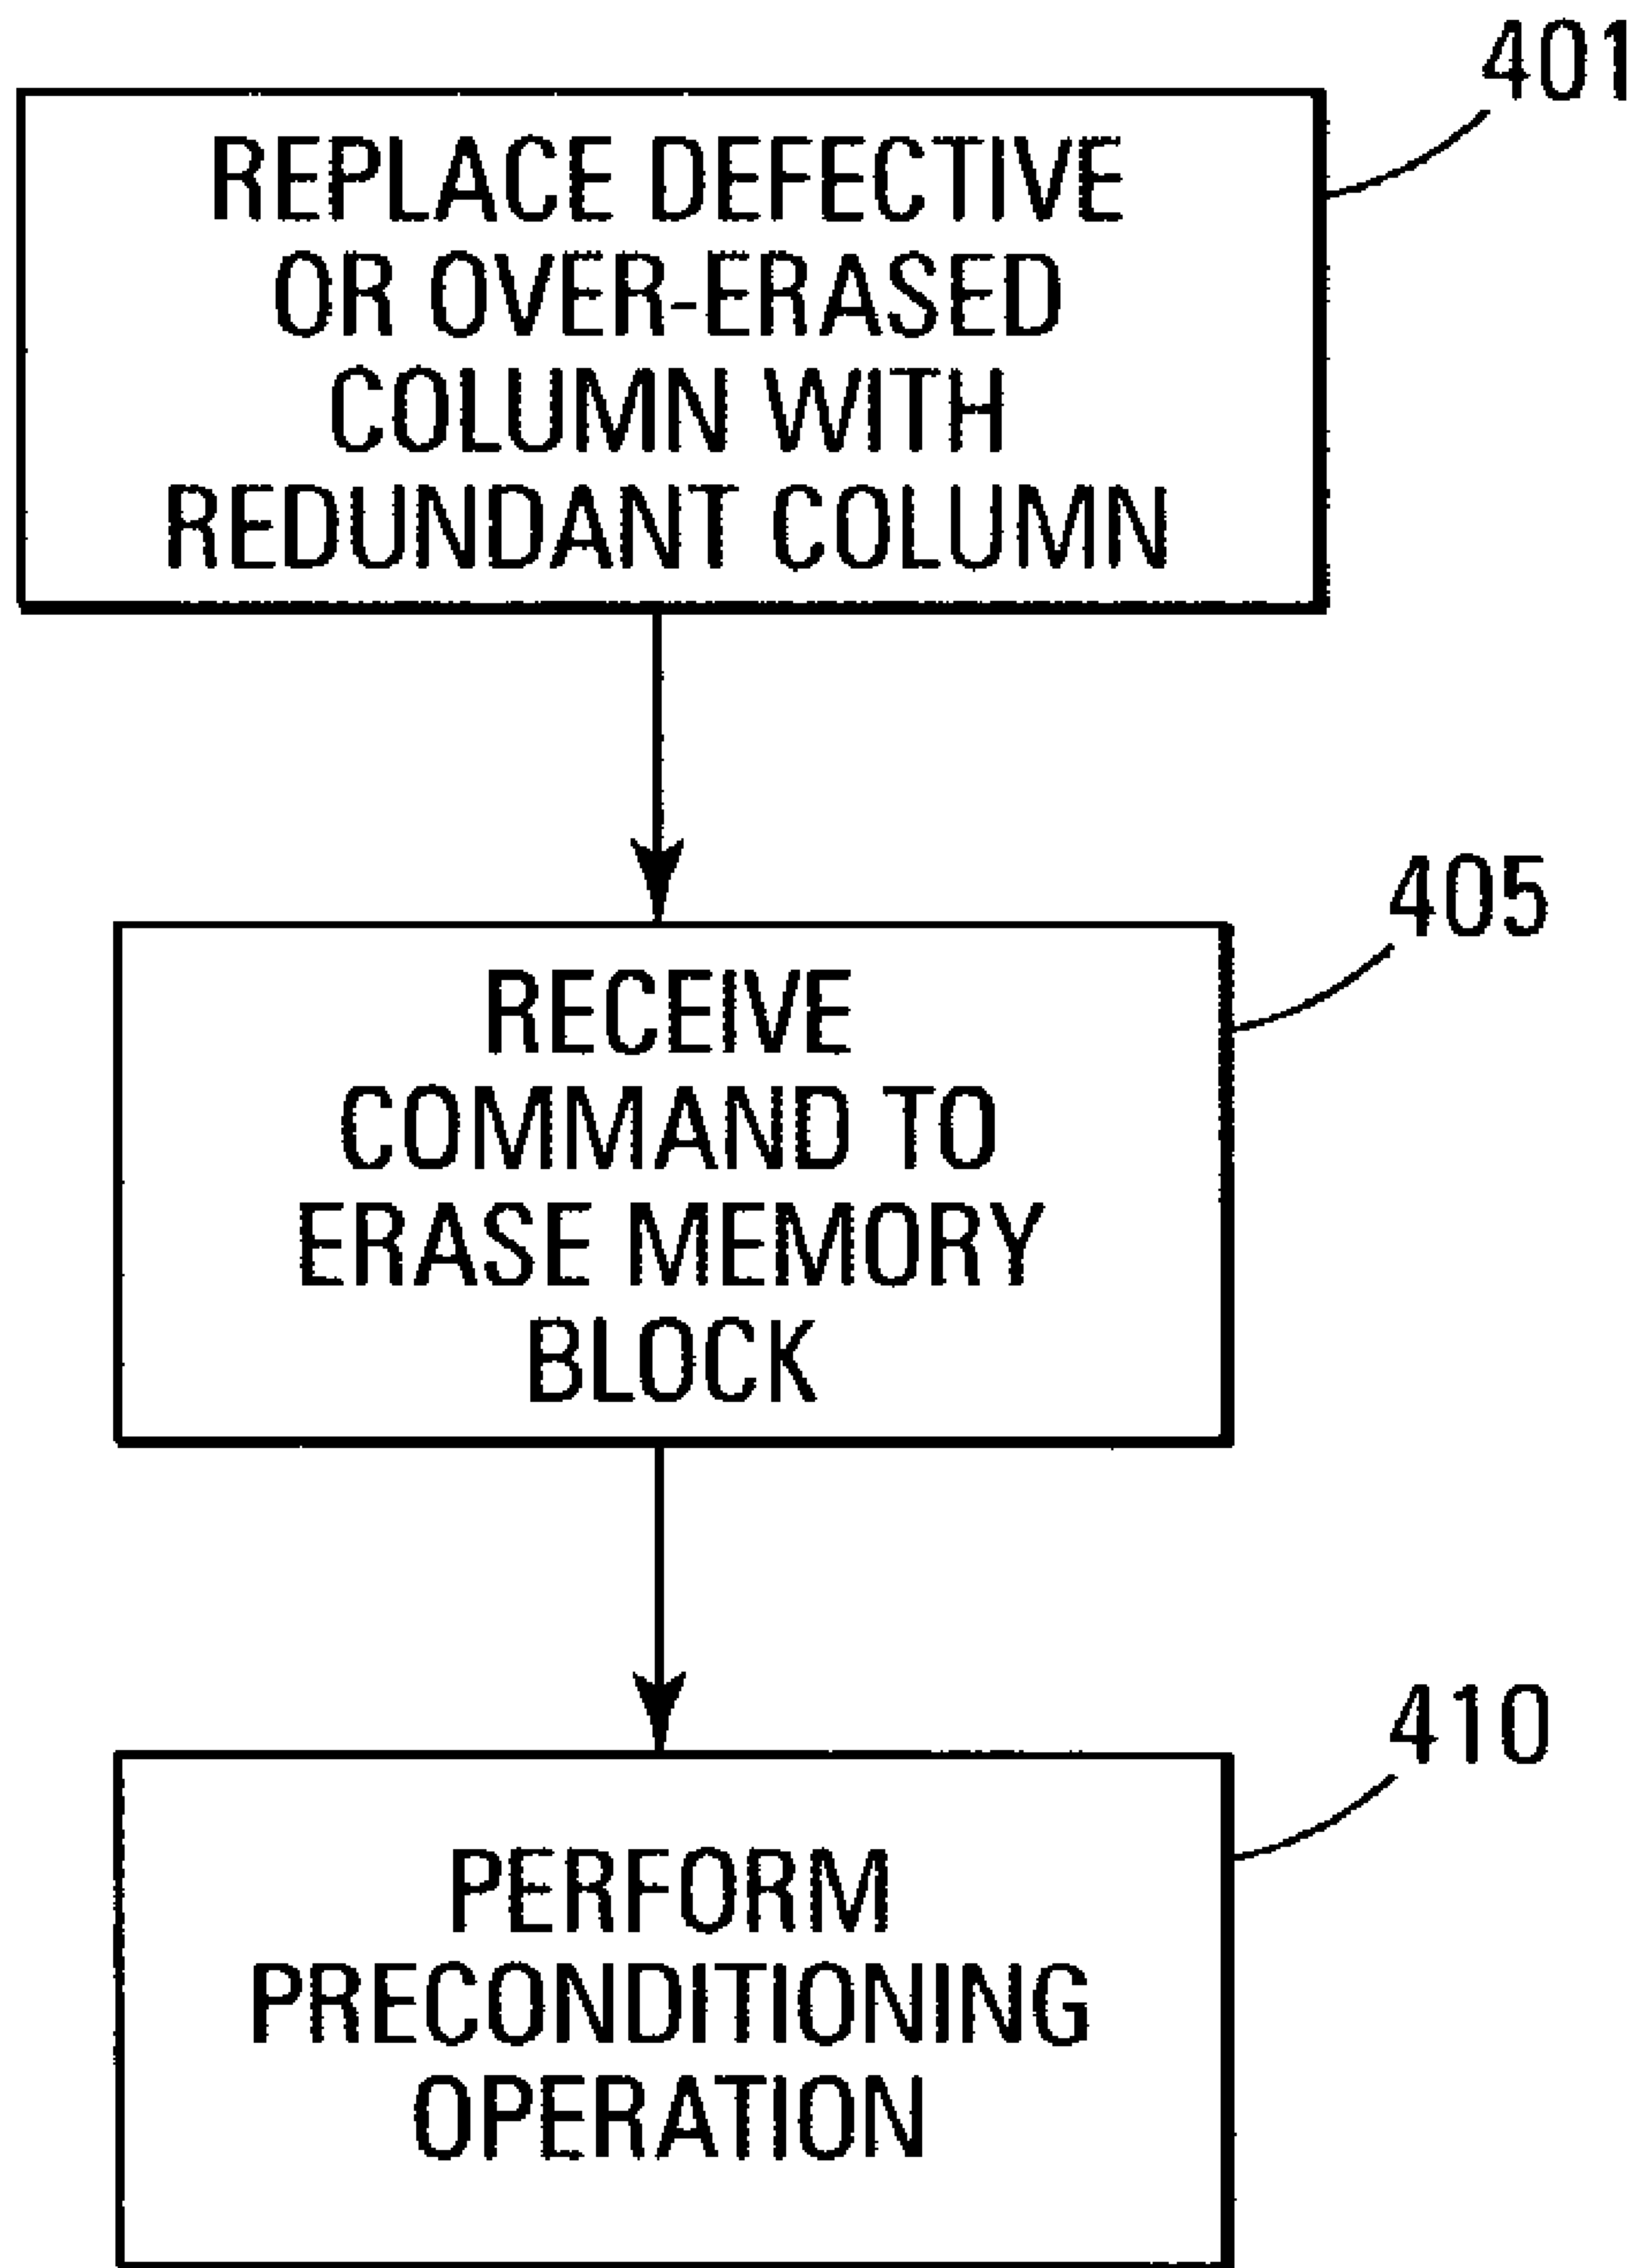 401
REPLACE DEFECTIVE
OR OVER-ERASED
COLUMN WITH
REDUNDANT COLUMN
405
RECEIVE
COMMAND TO
ERASE MEMORY
BLOCK
410
PERFORM
PRECONDITIONING
OPERATION